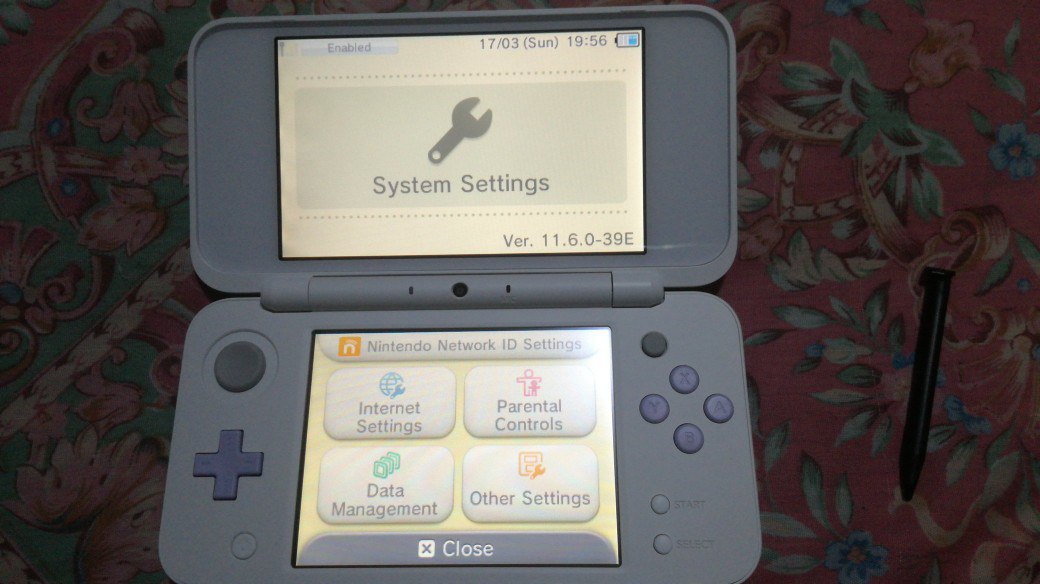 Enabled
17/03 (Sun) 19:56
System Settings
Ver. 11.6.0-39E
Nintendo Network ID Settings
Internet
Settings
Parental
Controls
Data
Management
Other Settings
Close
X
Y
A
B
START
SELECT